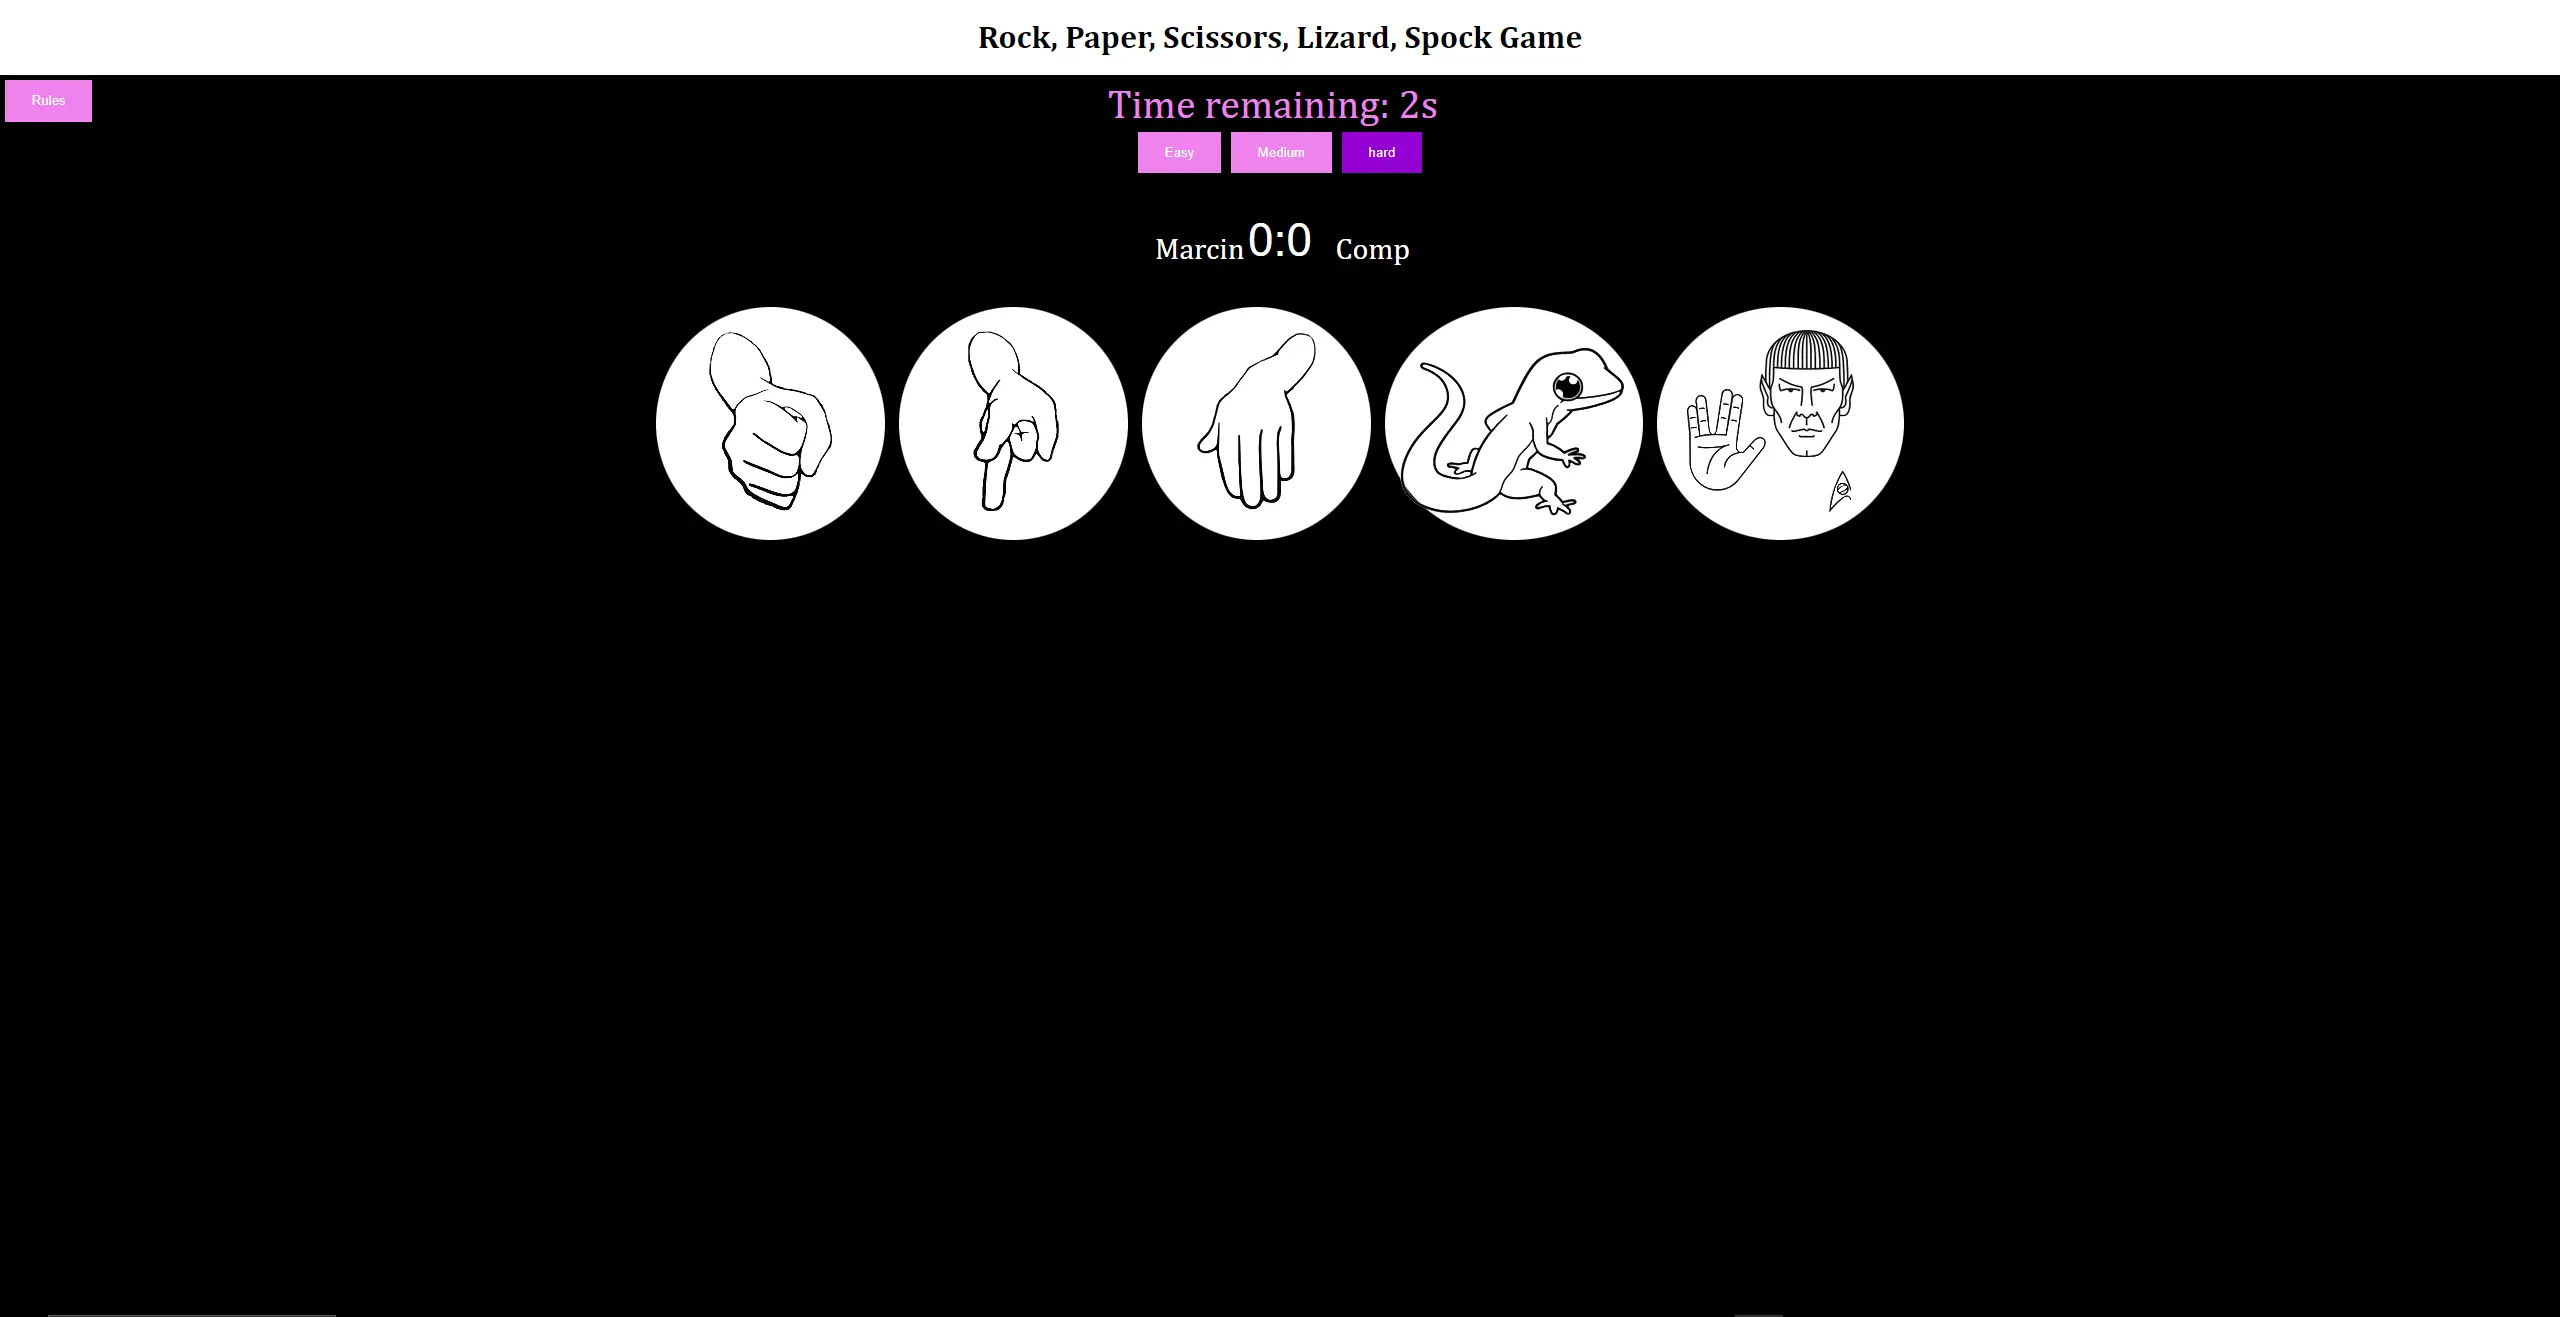 Rock, Paper, Scissors, Lizard, Spock Game
Rules
Time remaining: 2s
Easy Medium hard
Marcin 0:0 Comp